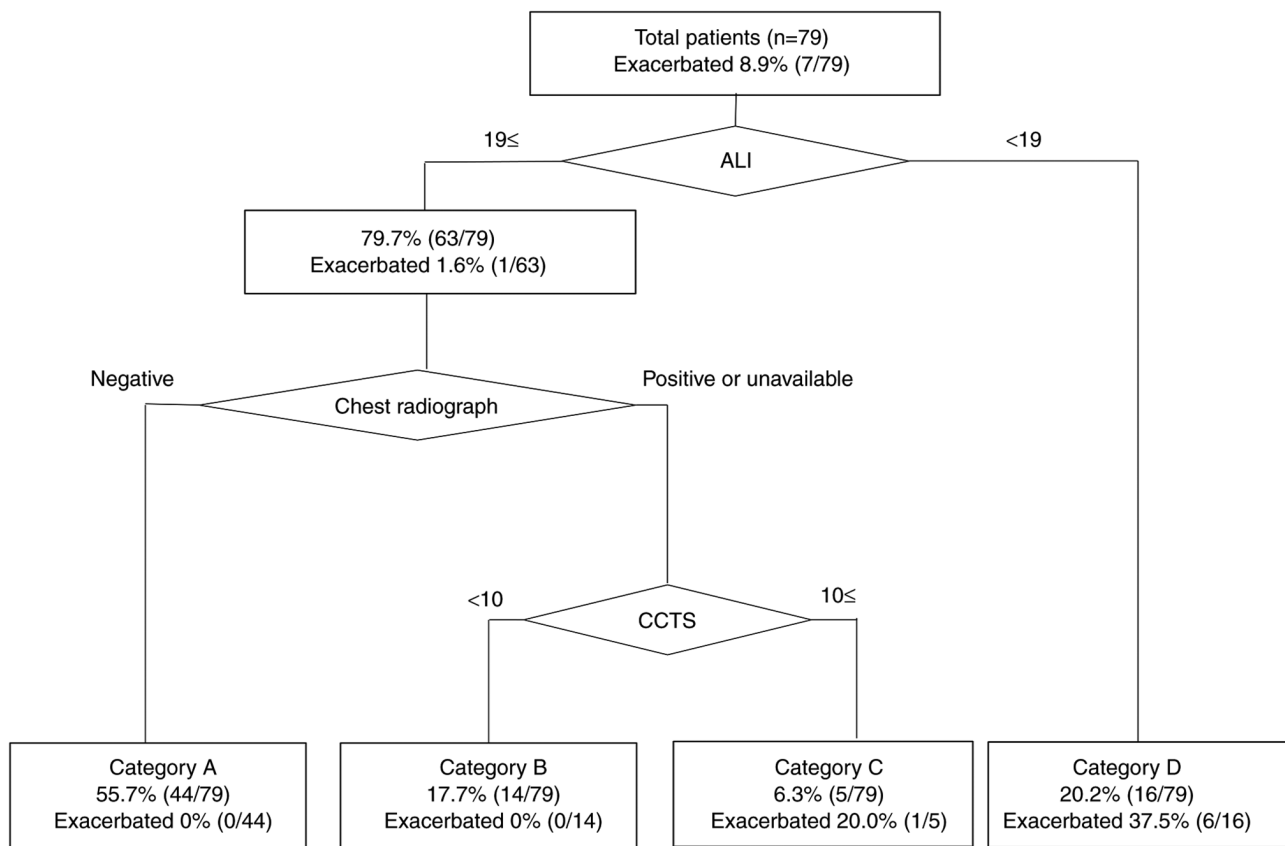 Total patients (n=79)
Exacerbated 8.9% (7/79)
19≤
<19
ALI
79.7% (63/79)
Exacerbated 1.6% (1/63)
Negative
Positive or unavailable
Chest radiograph
<10
10≤
CCTS
Category A
55.7% (44/79)
Exacerbated 0% (0/44)
Category B
17.7% (14/79)
Exacerbated 0% (0/14)
Category C
6.3% (5/79)
Exacerbated 20.0% (1/5)
Category D
20.2% (16/79)
Exacerbated 37.5% (6/16)